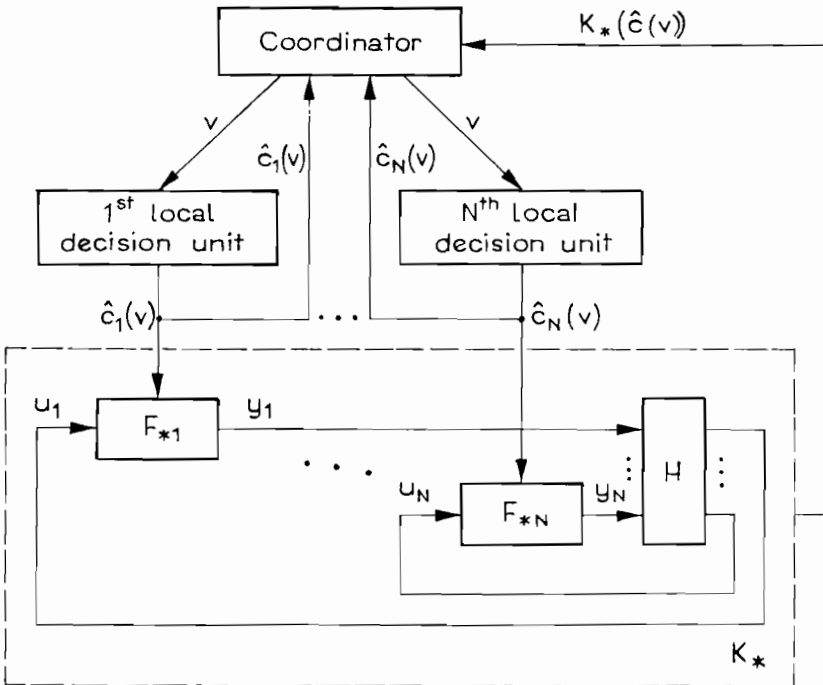 Coordinator
K∗(ĉ(v))
v
v
ĉ₁(v)
ĉN(v)
1st local
decision unit
Nth local
decision unit
ĉ₁(v)
...
ĉN(v)
u₁
F∗1
y₁
H
...
uN
F∗N
yN
K∗